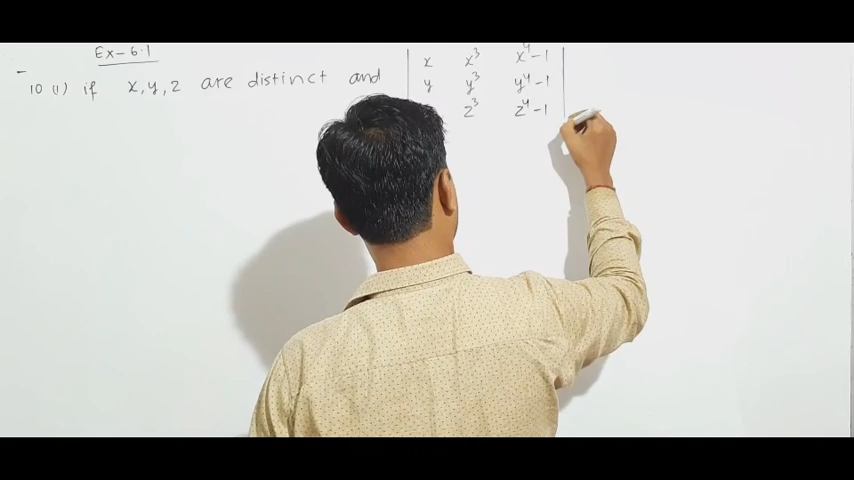 Ex-6.1
10 (i) if x, y, z are distinct and
x x³ x⁴-1
y y³ y⁴-1
z³ z⁴-1